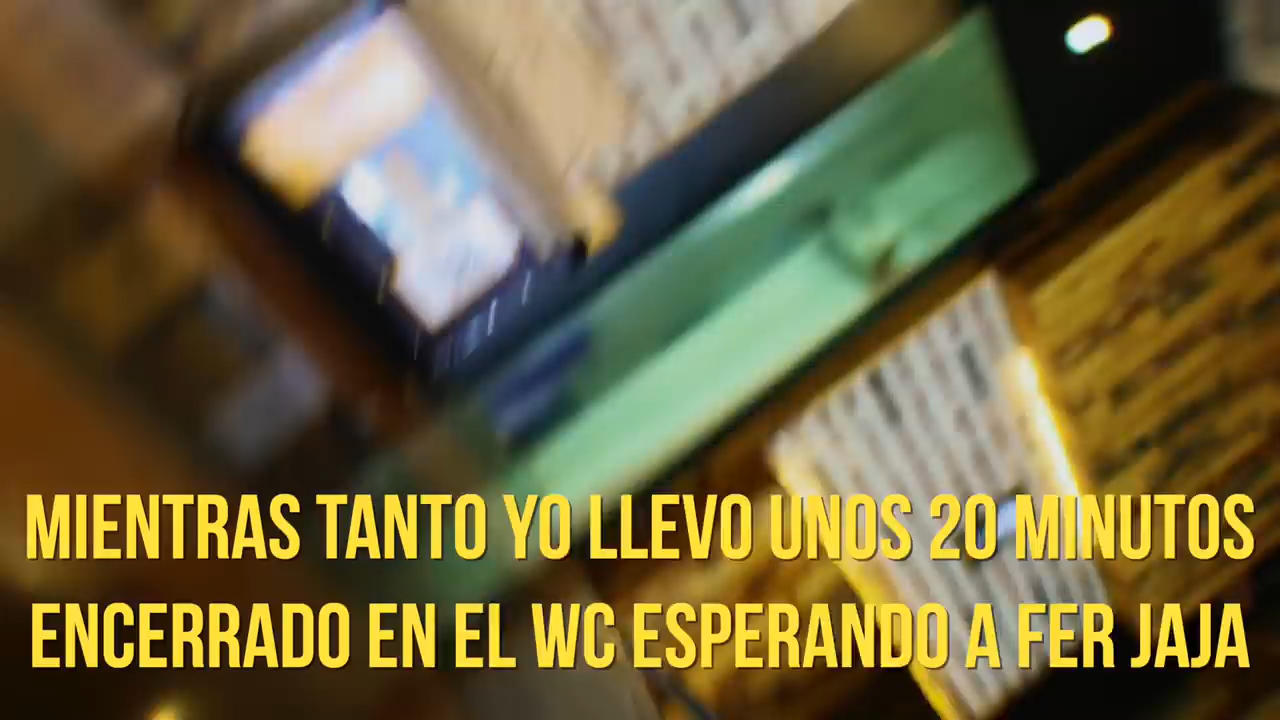 MIENTRAS TANTO YO LLEVO UNOS 20 MINUTOS
ENCERRADO EN EL WC ESPERANDO A FER JAJA